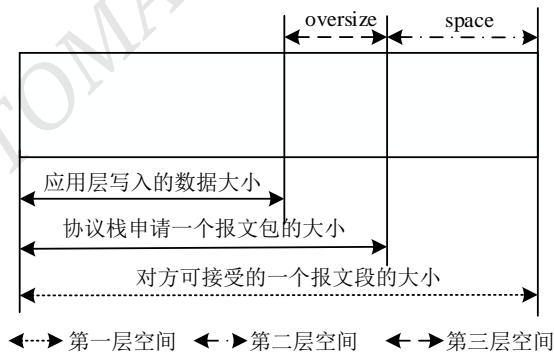 oversize space
应用层写入的数据大小
协议栈申请一个报文包的大小
对方可接受的一个报文段的大小
第一层空间 第二层空间 第三层空间